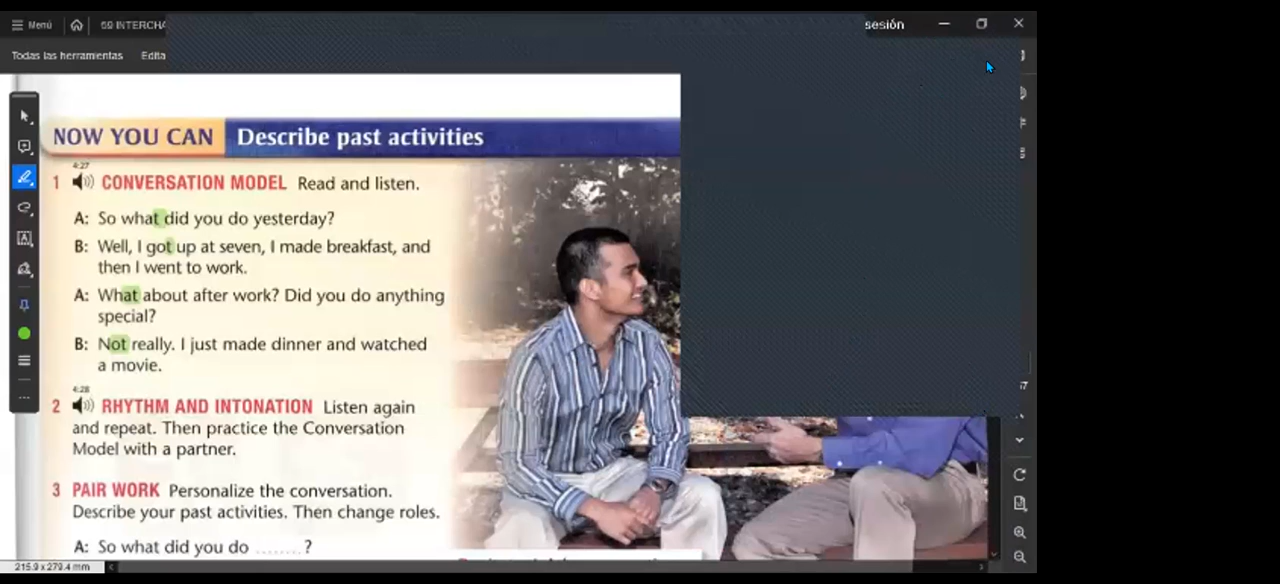 Menú
59 INTERCHA
sesión
Todas las herramientas
Edita
NOW YOU CAN Describe past activities
4:27
1 CONVERSATION MODEL Read and listen.
A: So what did you do yesterday?
B: Well, I got up at seven, I made breakfast, and
then I went to work.
A: What about after work? Did you do anything
special?
B: Not really. I just made dinner and watched
a movie.
4:28
2 RHYTHM AND INTONATION Listen again
and repeat. Then practice the Conversation
Model with a partner.
3 PAIR WORK Personalize the conversation.
Describe your past activities. Then change roles.
A: So what did you do ........?
215.9 x 279.4 mm